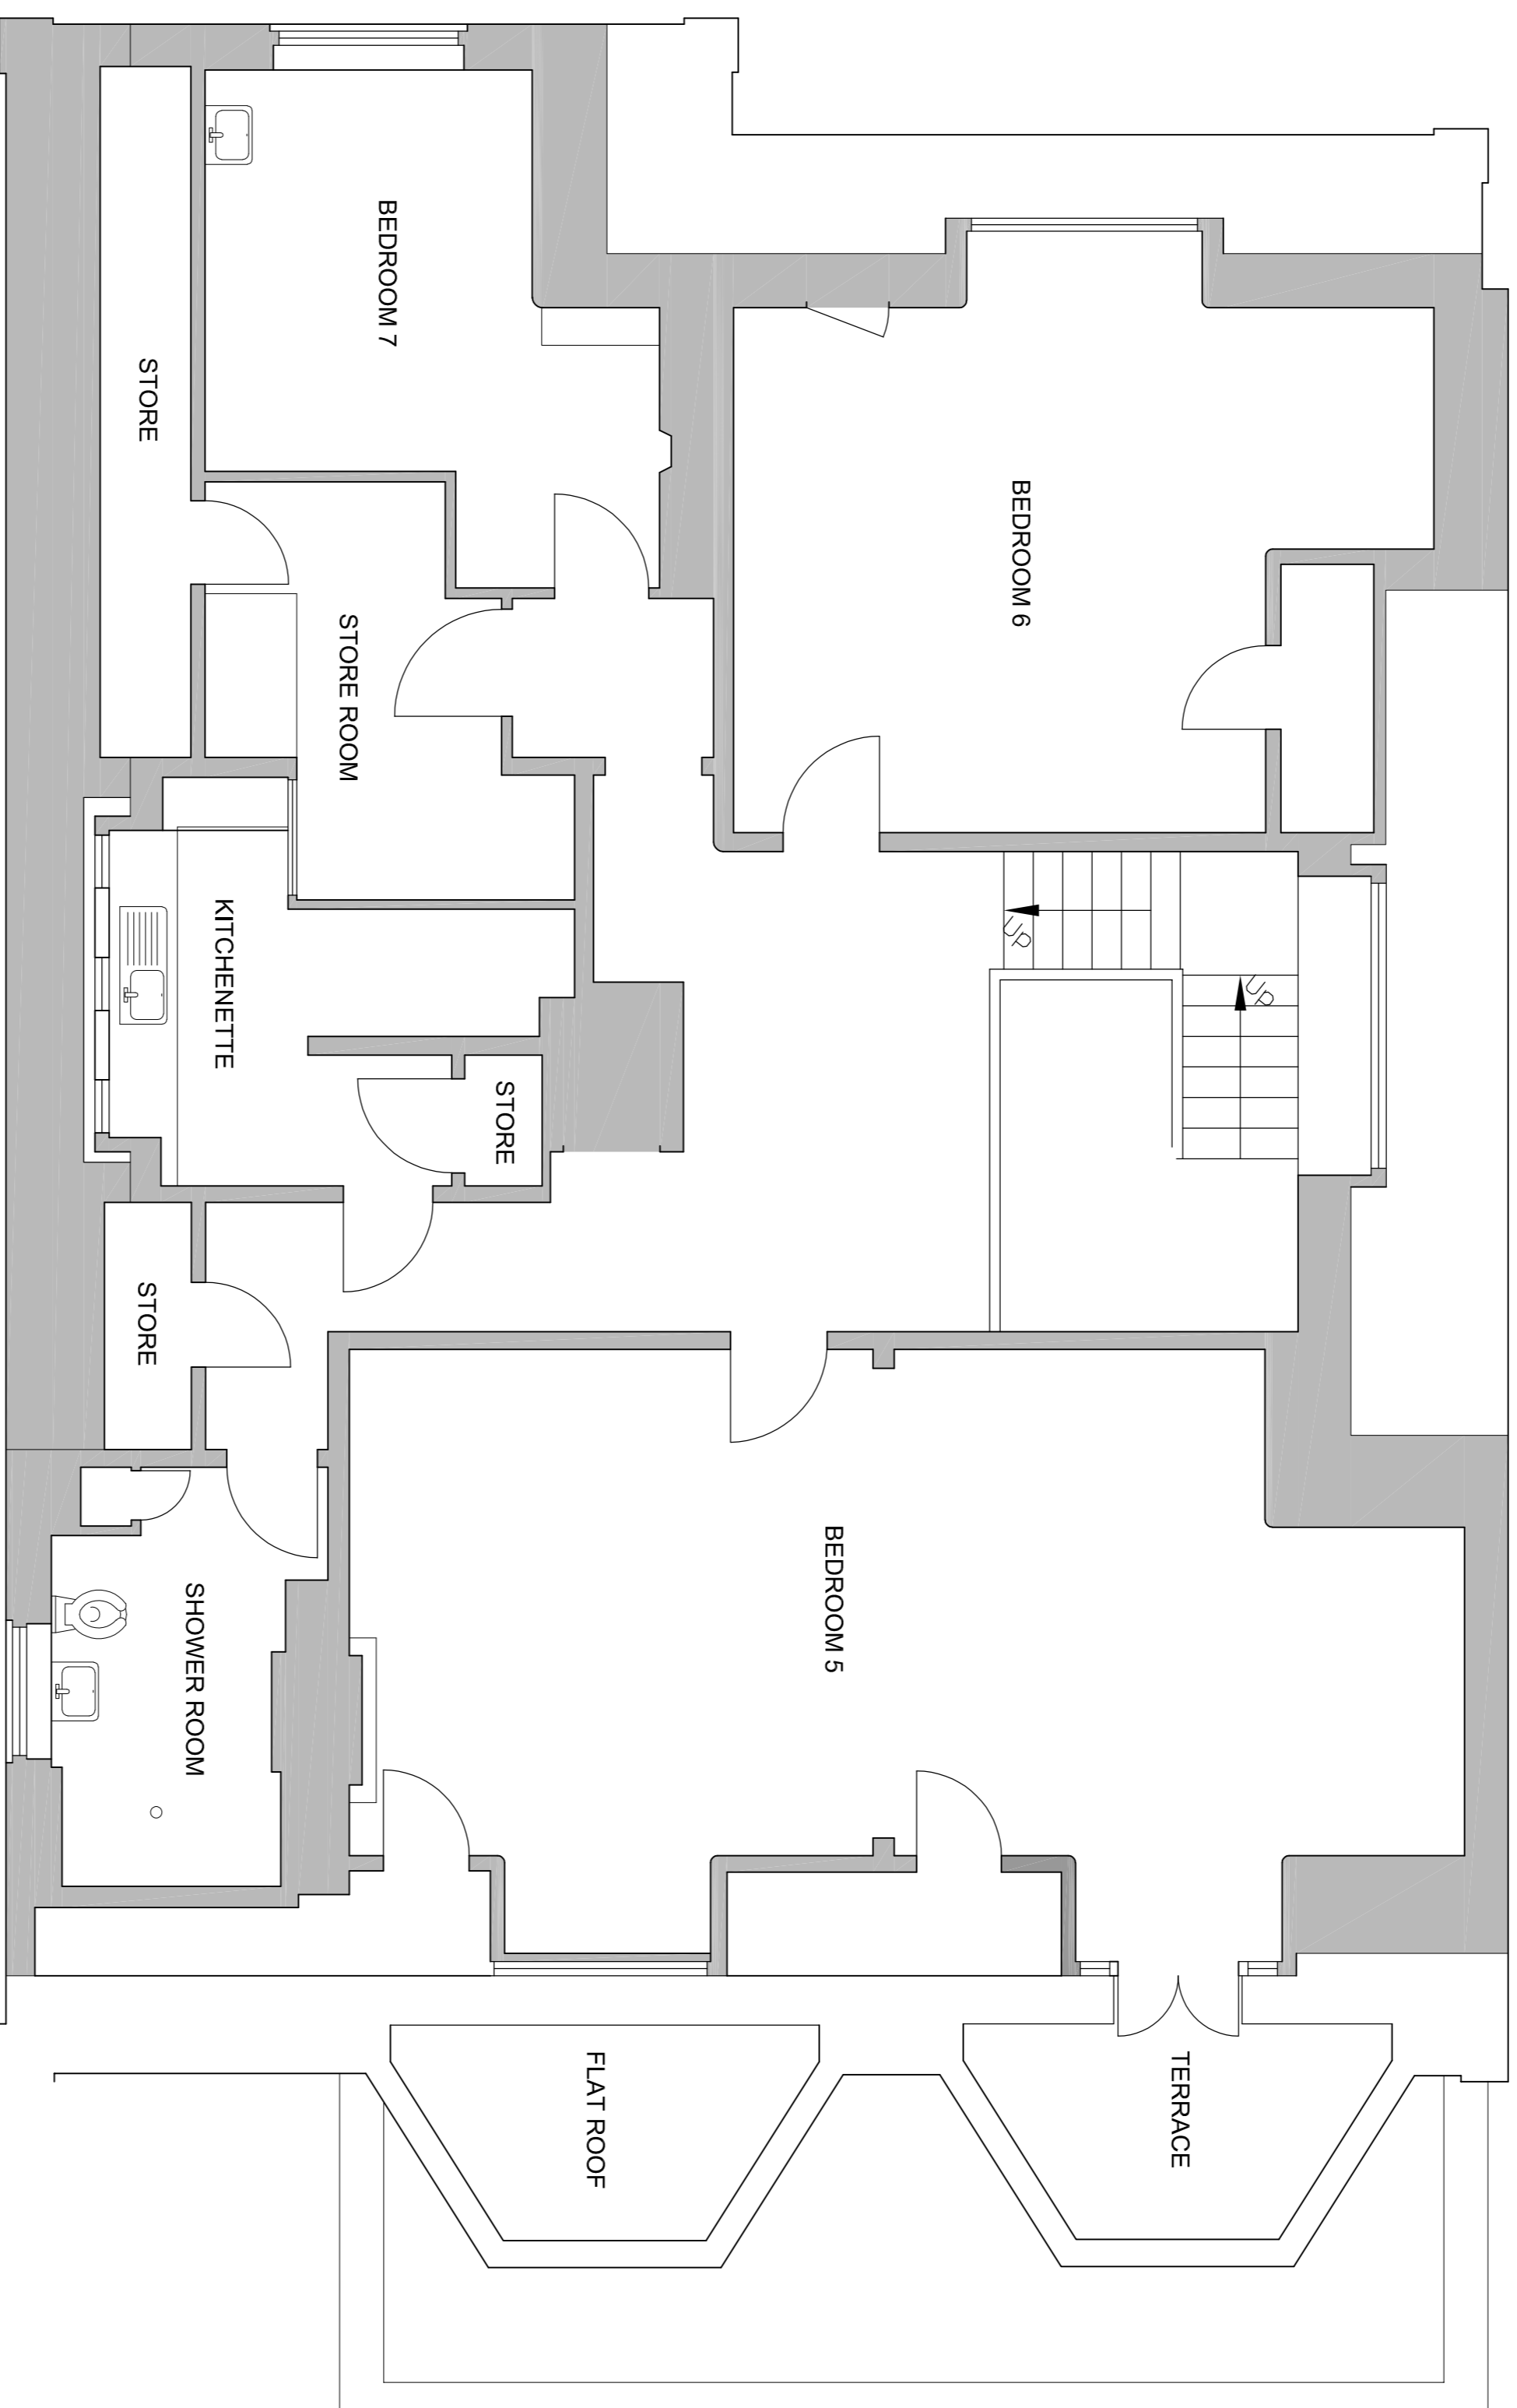 BEDROOM 7
STORE
BEDROOM 6
STORE ROOM
UP
UP
KITCHENETTE
STORE
STORE
BEDROOM 5
SHOWER ROOM
TERRACE
FLAT ROOF